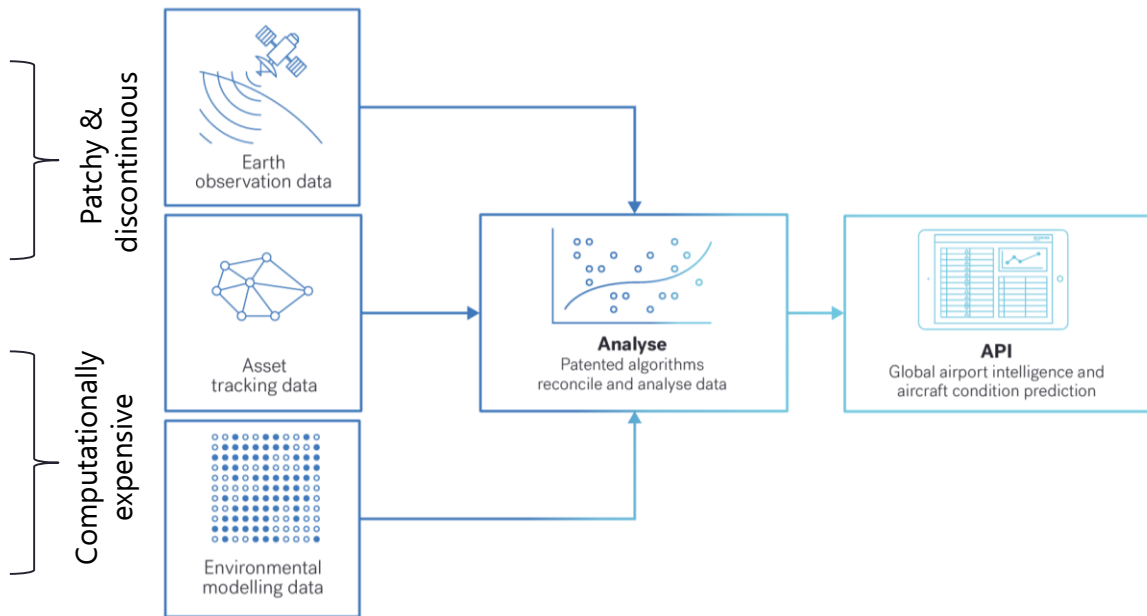 Patchy &
discontinuous
Computationally
expensive
Earth
observation data
Asset
tracking data
Environmental
modelling data
Analyse
Patented algorithms
reconcile and analyse data
API
Global airport intelligence and
aircraft condition prediction